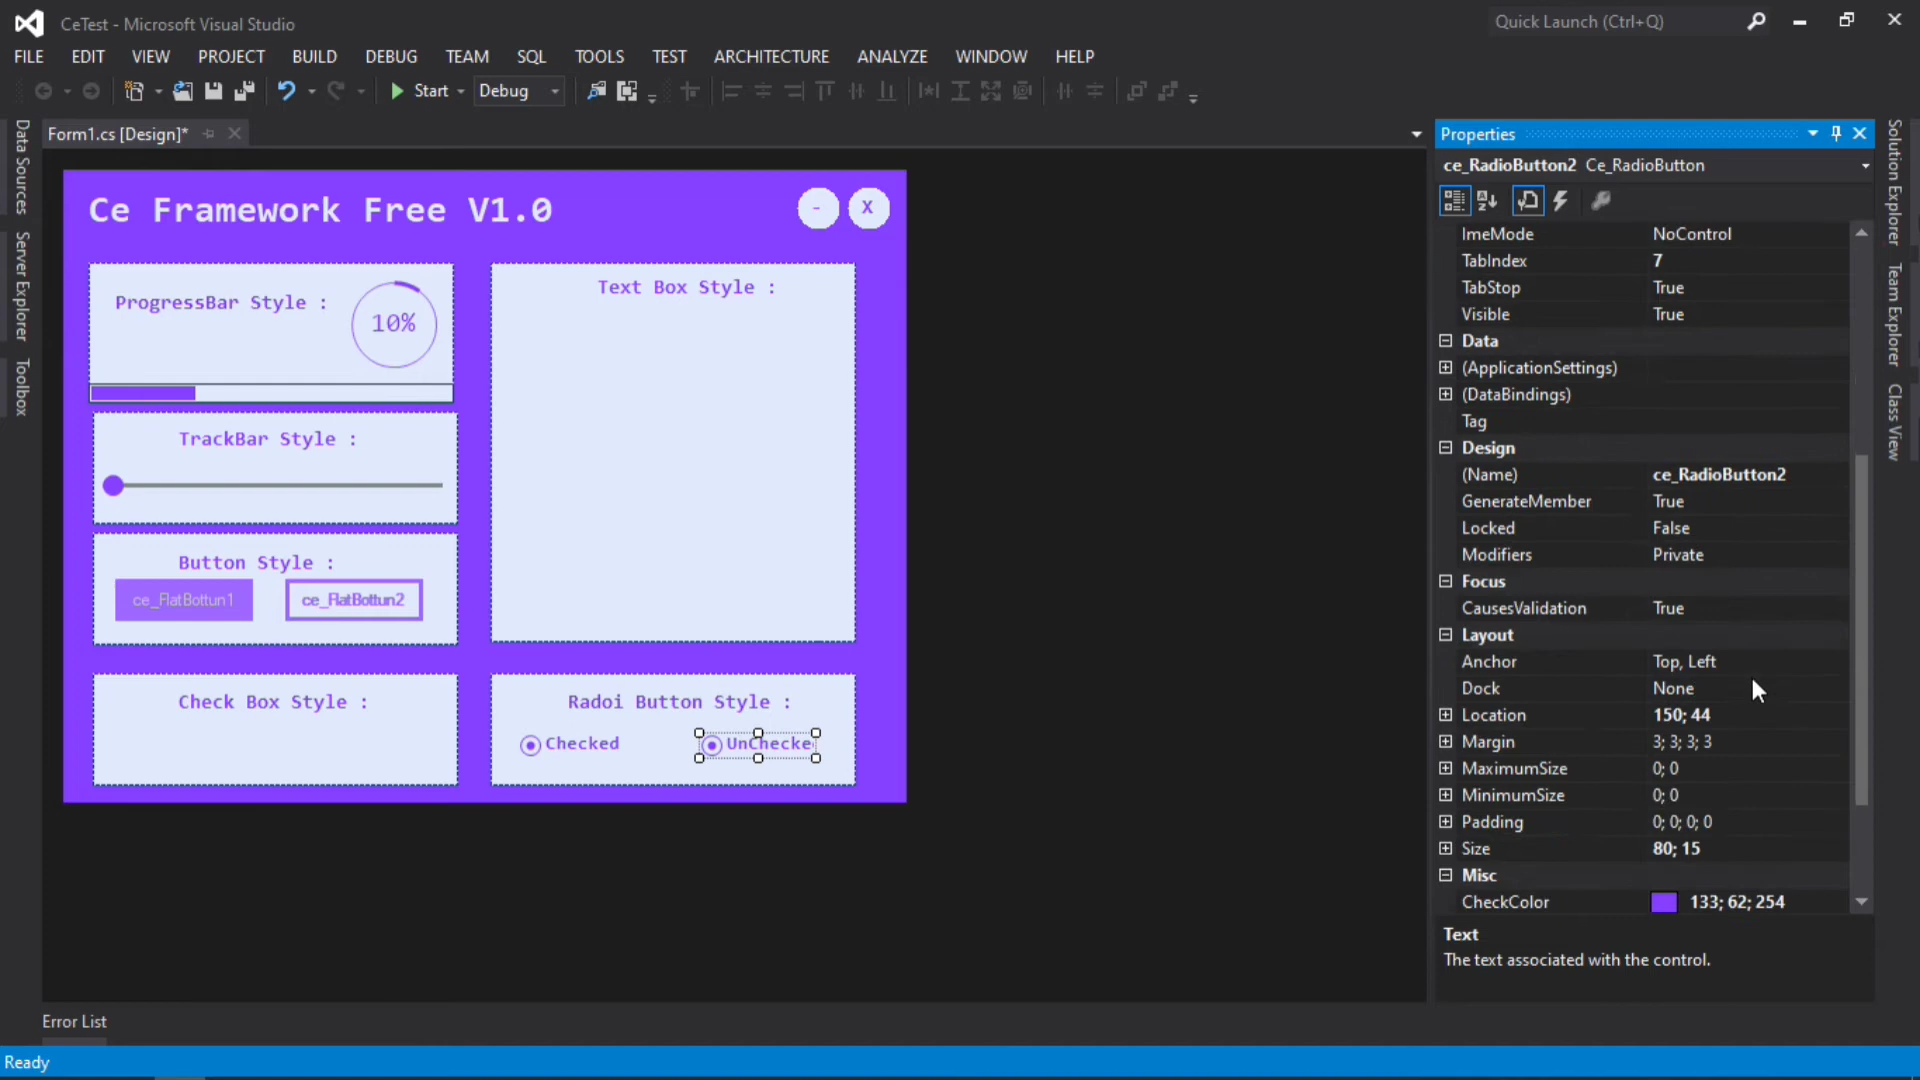 CeTest - Microsoft Visual Studio
Quick Launch (Ctrl+Q)
FILE EDIT VIEW PROJECT BUILD DEBUG TEAM SQL TOOLS TEST ARCHITECTURE ANALYZE WINDOW HELP
Start Debug
Form1.cs [Design]*
Data Sources
Server Explorer
Toolbox
Ce Framework Free V1.0
- X
ProgressBar Style :
10%
TrackBar Style :
Button Style :
ce_FlatBottun1 ce_FlatBottun2
Check Box Style :
Text Box Style :
Radoi Button Style :
Checked UnChecke
Properties
ce_RadioButton2 Ce_RadioButton
ImeMode NoControl
TabIndex 7
TabStop True
Visible True
Data
(ApplicationSettings)
(DataBindings)
Tag
Design
(Name) ce_RadioButton2
GenerateMember True
Locked False
Modifiers Private
Focus
CausesValidation True
Layout
Anchor Top, Left
Dock None
Location 150; 44
Margin 3; 3; 3; 3
MaximumSize 0; 0
MinimumSize 0; 0
Padding 0; 0; 0; 0
Size 80; 15
Misc
CheckColor 133; 62; 254
Text
The text associated with the control.
Solution Explorer
Team Explorer
Class View
Error List
Ready